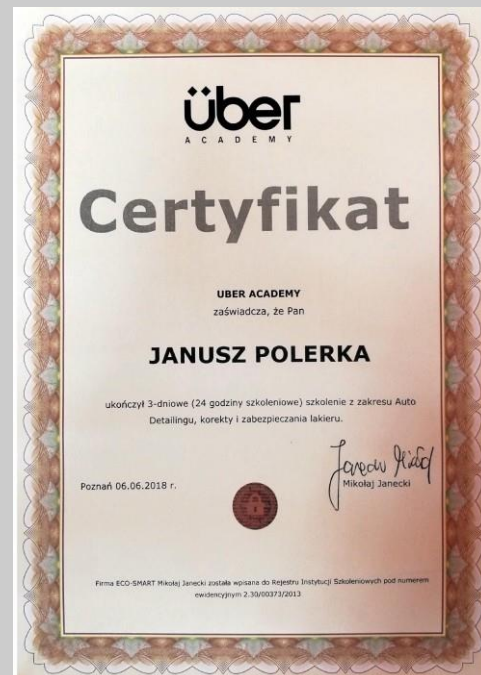 über
ACADEMY
Certyfikat
UBER ACADEMY
zaświadcza, że Pan
JANUSZ POLERKA
ukończył 3-dniowe (24 godziny szkoleniowe) szkolenie z zakresu Auto
Detailingu, korekty i zabezpieczania lakieru.
Poznań 06.06.2018 r.
Mikołaj Janecki
Firma ECO-SMART Mikołaj Janecki została wpisana do Rejestru Instytucji Szkoleniowych pod numerem
ewidencyjnym 2.30/00373/2013